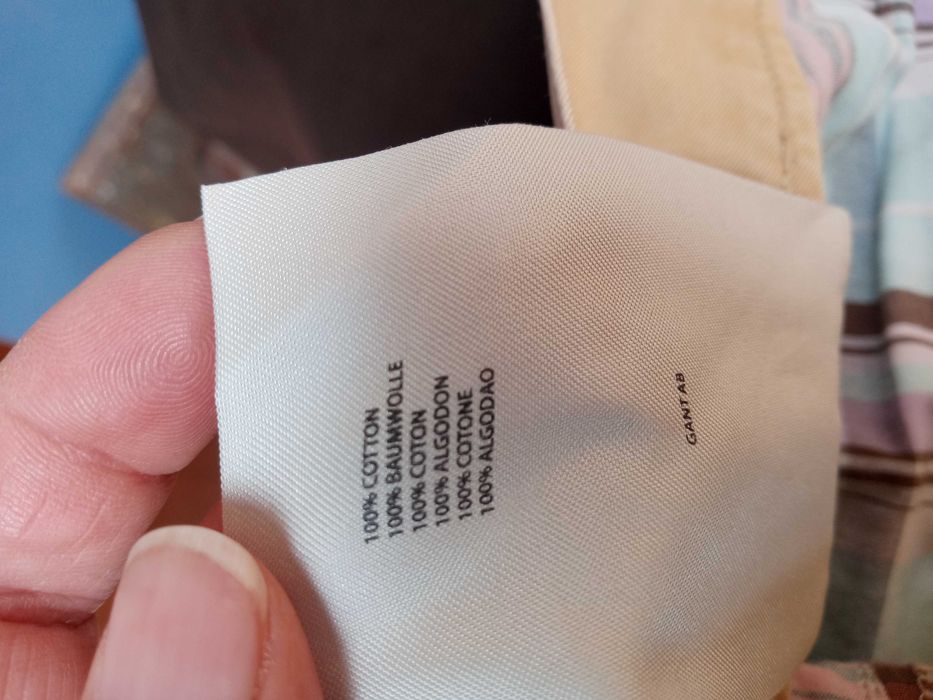 100% COTTON
100% BAUMWOLLE
100% COTON
100% ALGODON
100% COTONE
100% ALGODAO
GANT AB